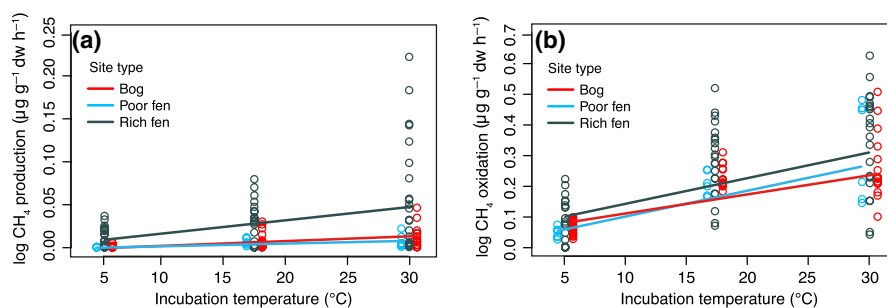 (a)
log CH₄ production (µg g⁻¹ dw h⁻¹)
0.25
0.20
0.15
0.10
0.05
0.00
Site type
Bog
Poor fen
Rich fen
5 10 15 20 25 30
Incubation temperature (°C)
(b)
log CH₄ oxidation (µg g⁻¹ dw h⁻¹)
0.7
0.6
0.5
0.4
0.3
0.2
0.1
0.0
Site type
Bog
Poor fen
Rich fen
5 10 15 20 25 30
Incubation temperature (°C)